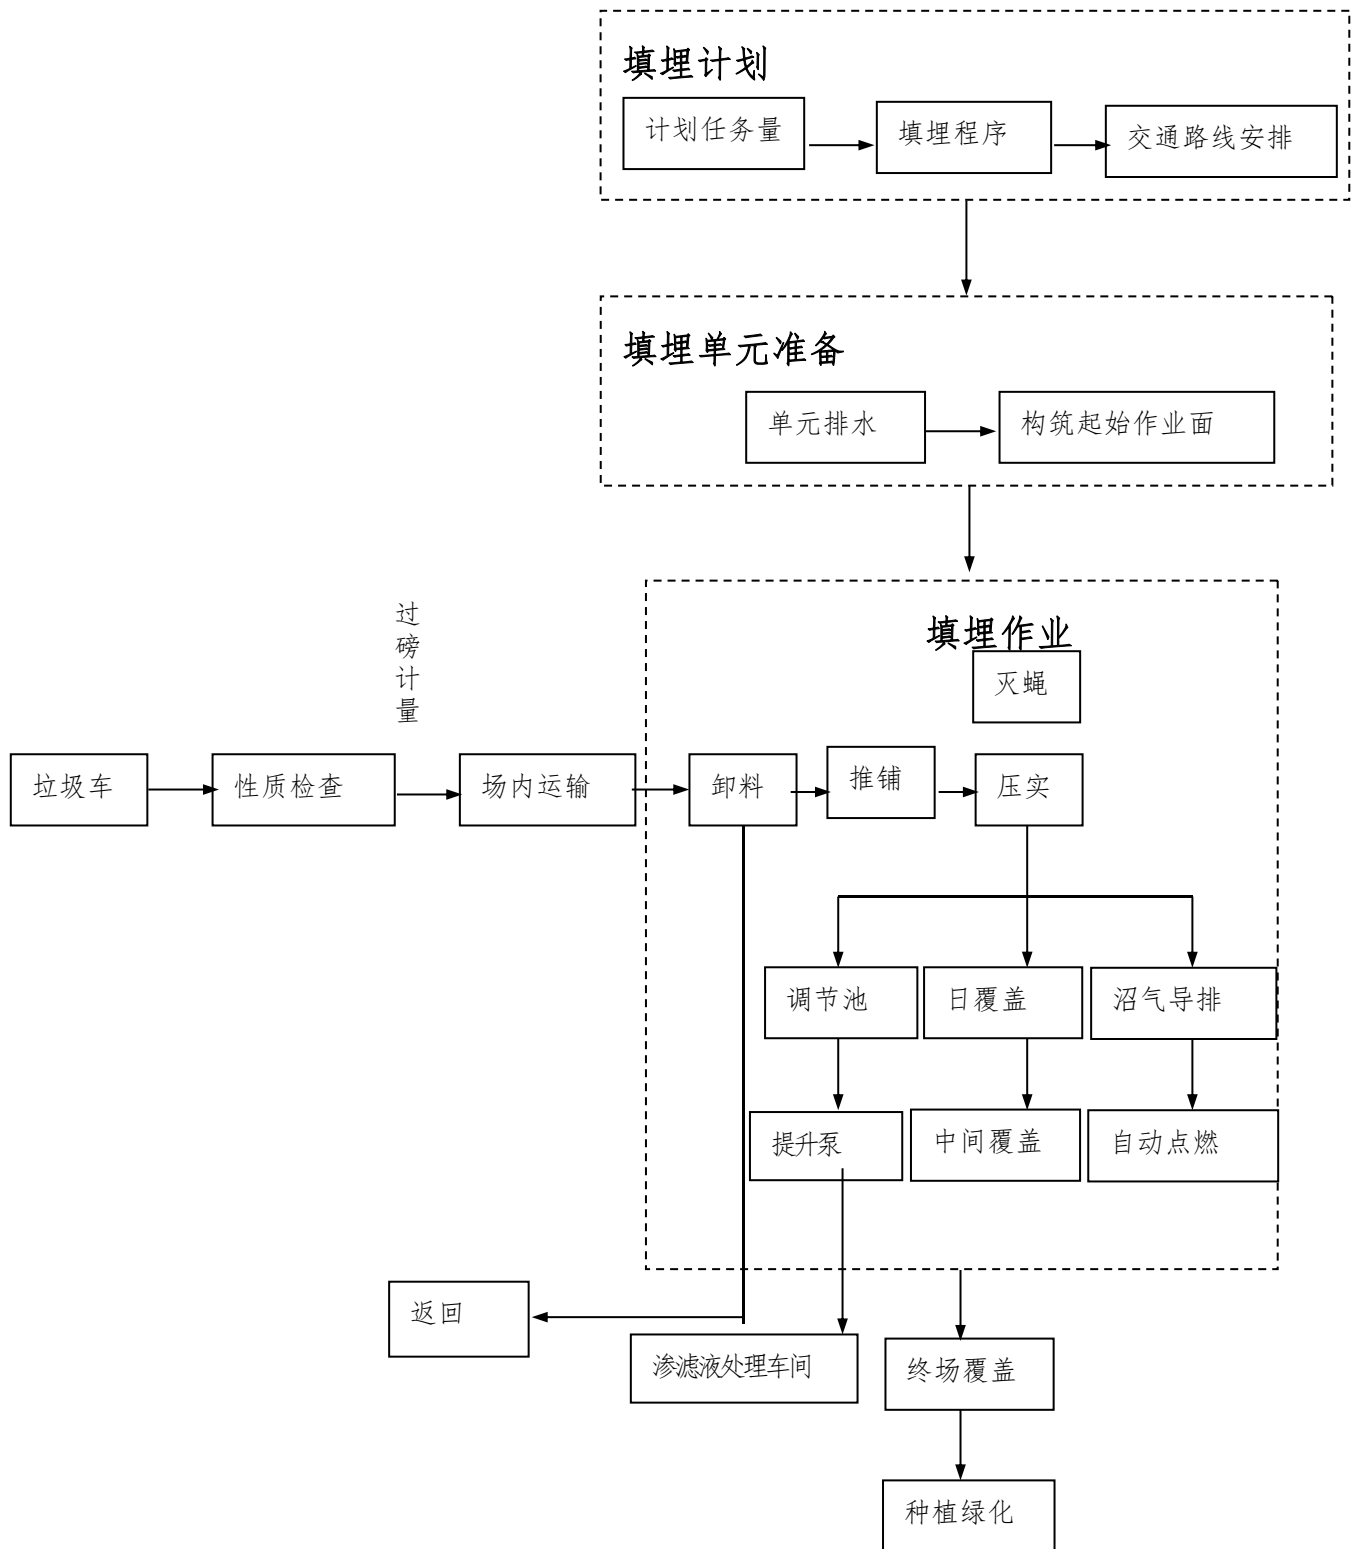 填埋计划
计划任务量
填埋程序
交通路线安排
填埋单元准备
单元排水
构筑起始作业面
填埋作业
灭蝇
过
磅
计
量
垃圾车
性质检查
场内运输
卸料
推铺
压实
调节池
日覆盖
沼气导排
提升泵
中间覆盖
自动点燃
返回
渗滤液处理车间
终场覆盖
种植绿化